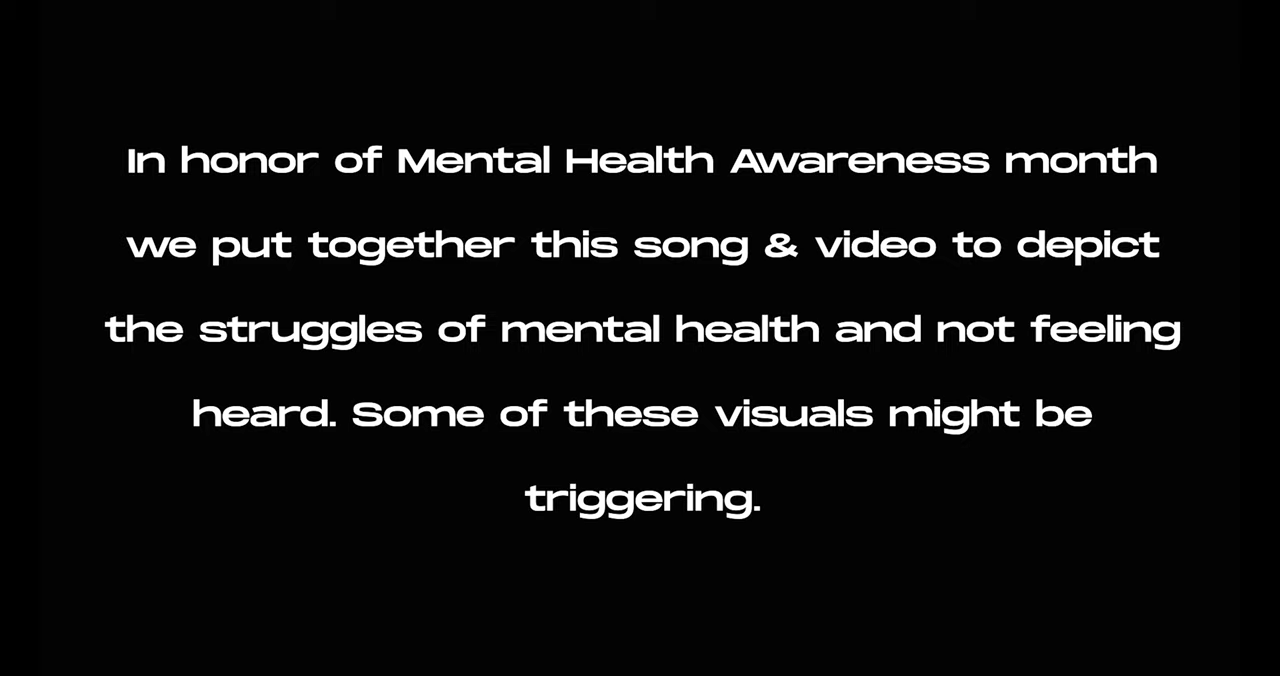 In honor of Mental Health Awareness month
we put together this song & video to depict
the struggles of mental health and not feeling
heard. Some of these visuals might be
triggering.